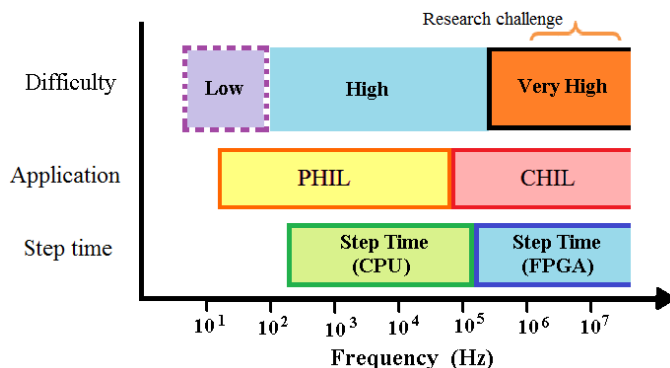 Research challenge
Difficulty
Low
High
Very High
Application
PHIL
CHIL
Step time
Step Time
(CPU)
Step Time
(FPGA)
10¹ 10² 10³ 10⁴ 10⁵ 10⁶ 10⁷
Frequency (Hz)